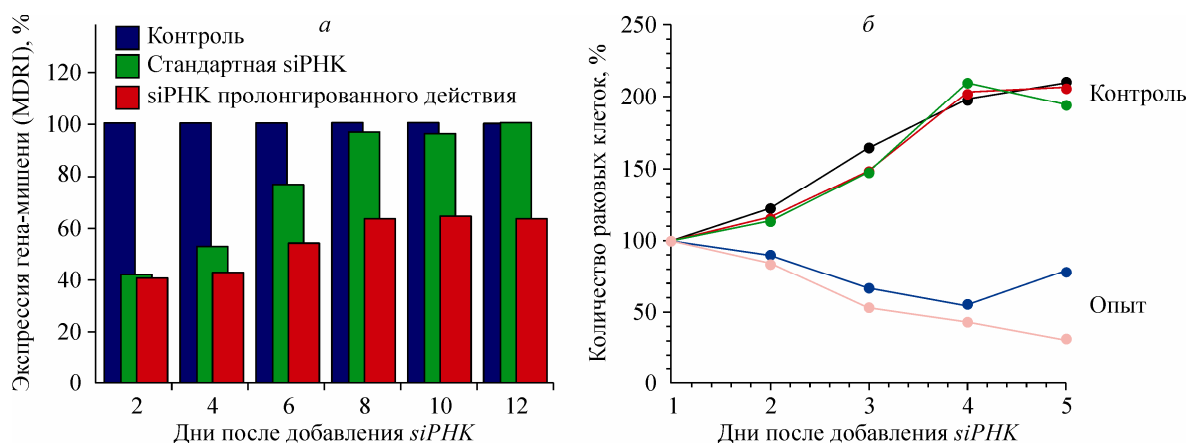 а
Экспрессия гена-мишени (MDRI), %
120
100
80
60
40
20
0
Контроль
Стандартная siРНК
siРНК пролонгированного действия
2 4 6 8 10 12
Дни после добавления siРНК
б
Количество раковых клеток, %
250
200
150
100
50
0
Контроль
Опыт
1 2 3 4 5
Дни после добавления siРНК